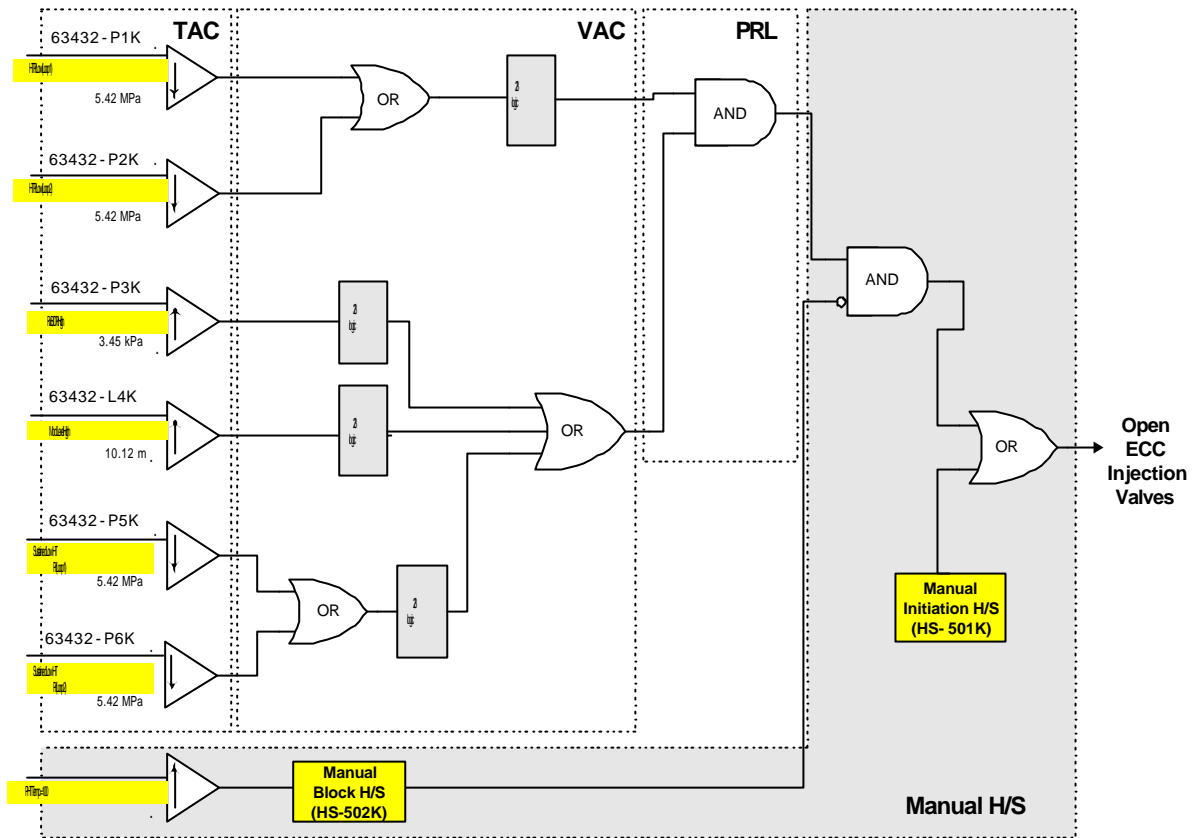 TAC
VAC
PRL
63432-P1K
5.42 MPa
OR
AND
63432-P2K
5.42 MPa
63432-P3K
3.45 kPa
AND
63432-L4K
10.12 m
OR
OR
Open
ECC
Injection
Valves
63432-P5K
5.42 MPa
OR
63432-P6K
5.42 MPa
Manual
Initiation H/S
(HS- 501K)
Manual
Block H/S
(HS-502K)
Manual H/S